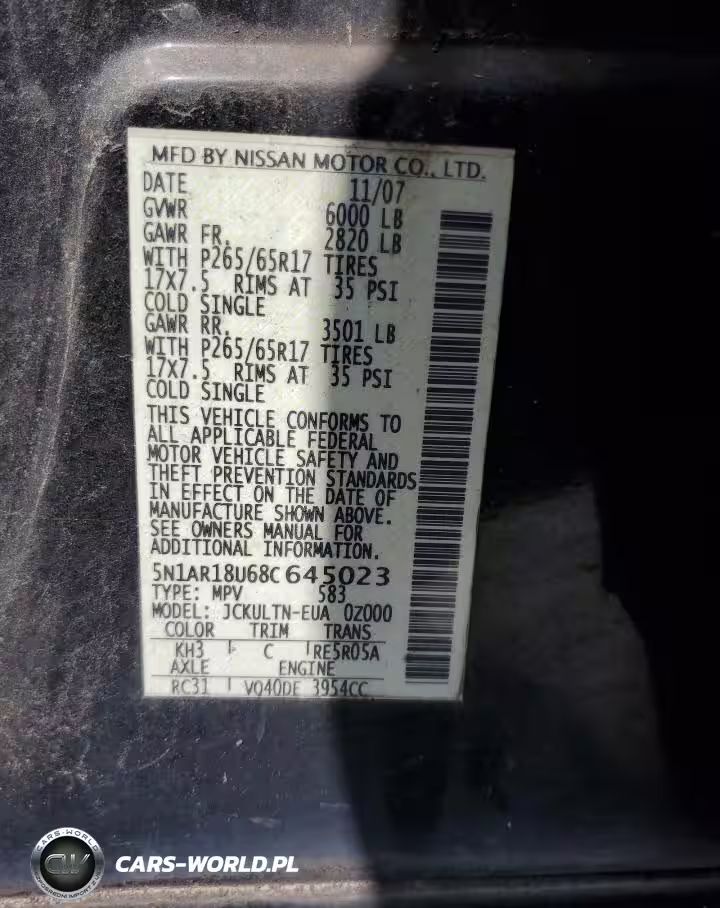 MFD BY NISSAN MOTOR CO., LTD.
DATE 11/07
GVWR 6000 LB
GAWR FR. 2820 LB
WITH P265/65R17 TIRES
17X7.5 RIMS AT 35 PSI
COLD SINGLE
GAWR RR. 3501 LB
WITH P265/65R17 TIRES
17X7.5 RIMS AT 35 PSI
COLD SINGLE
THIS VEHICLE CONFORMS TO
ALL APPLICABLE FEDERAL
MOTOR VEHICLE SAFETY AND
THEFT PREVENTION STANDARDS
IN EFFECT ON THE DATE OF
MANUFACTURE SHOWN ABOVE.
SEE OWNERS MANUAL FOR
ADDITIONAL INFORMATION.
5N1AR18U68C645023
TYPE: MPV 583
MODEL: JCKULTN-EUA 0Z000
COLOR TRIM TRANS
KH3 C RE5R05A
AXLE ENGINE
RC31 VQ40DE 3954CC
CARS-WORLD
CW
CARS-WORLD.PL